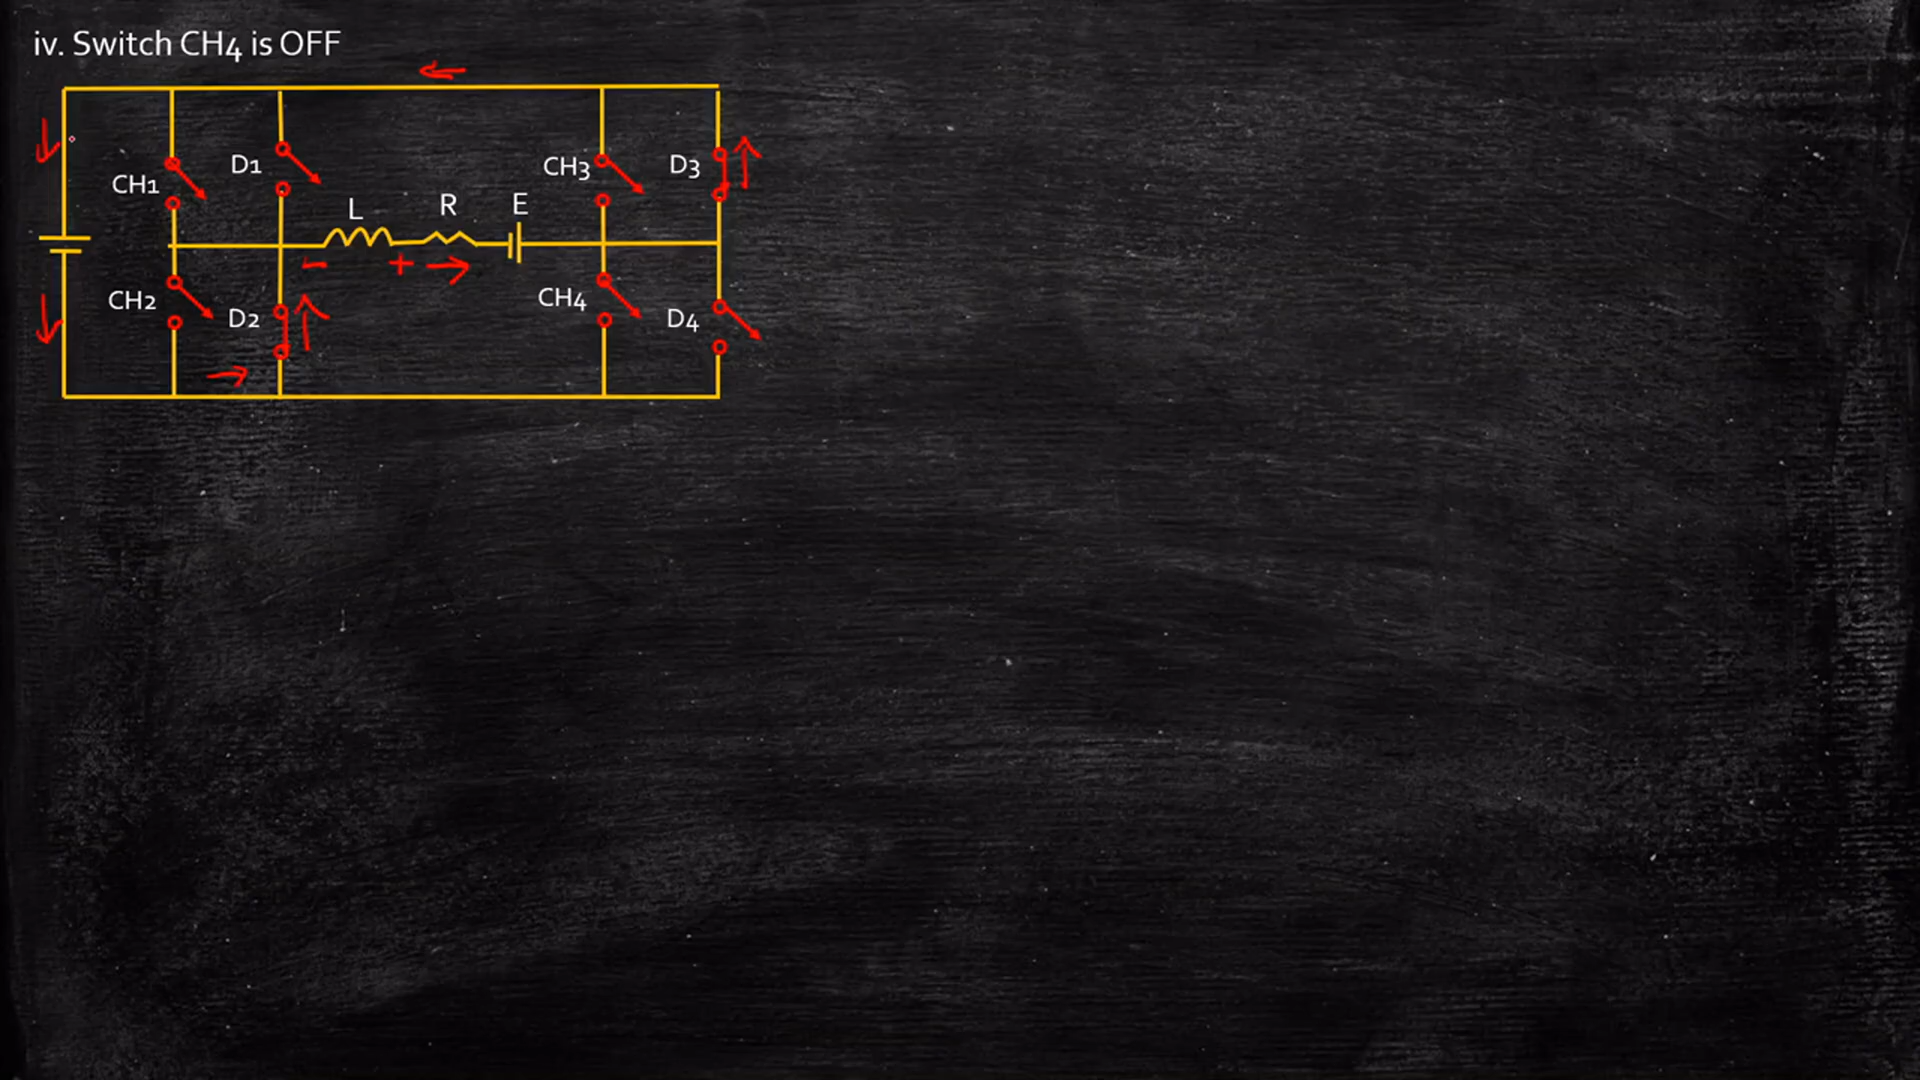 iv. Switch CH4 is OFF
CH1
D1
L
R
E
CH3
D3
- +
CH2
D2
CH4
D4